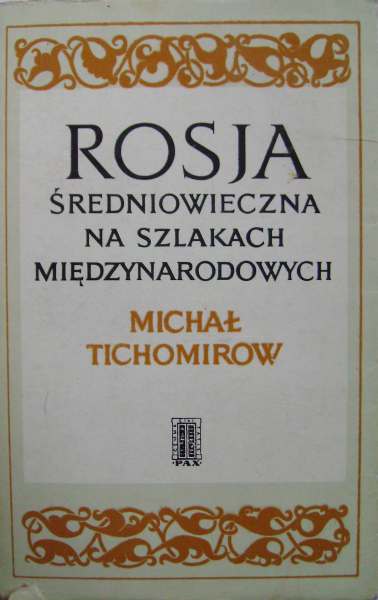 ROSJA
ŚREDNIOWIECZNA
NA SZLAKACH
MIĘDZYNARODOWYCH
MICHAŁ
TICHOMIROW
·PAX·